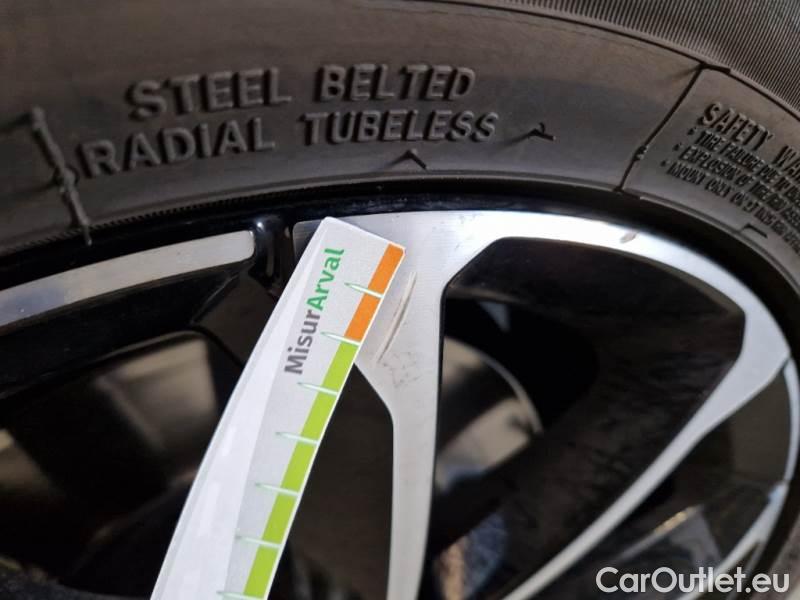 STEEL BELTED
RADIAL TUBELESS
SAFETY
MisurArval
CarOutlet.eu